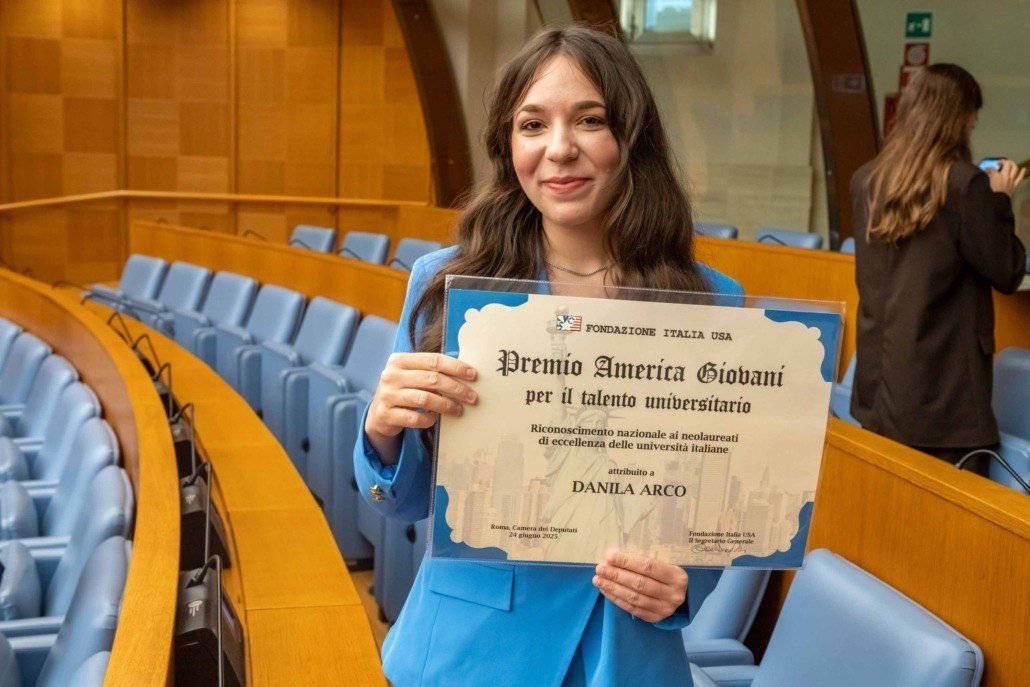 FONDAZIONE ITALIA USA
Premio America Giovani
per il talento universitario
Riconoscimento nazionale ai neolaureati
di eccellenza delle università italiane
attribuito a
DANILA ARCO
Roma, Camera dei Deputati
24 giugno 2025
Fondazione Italia USA
Il Segretario Generale